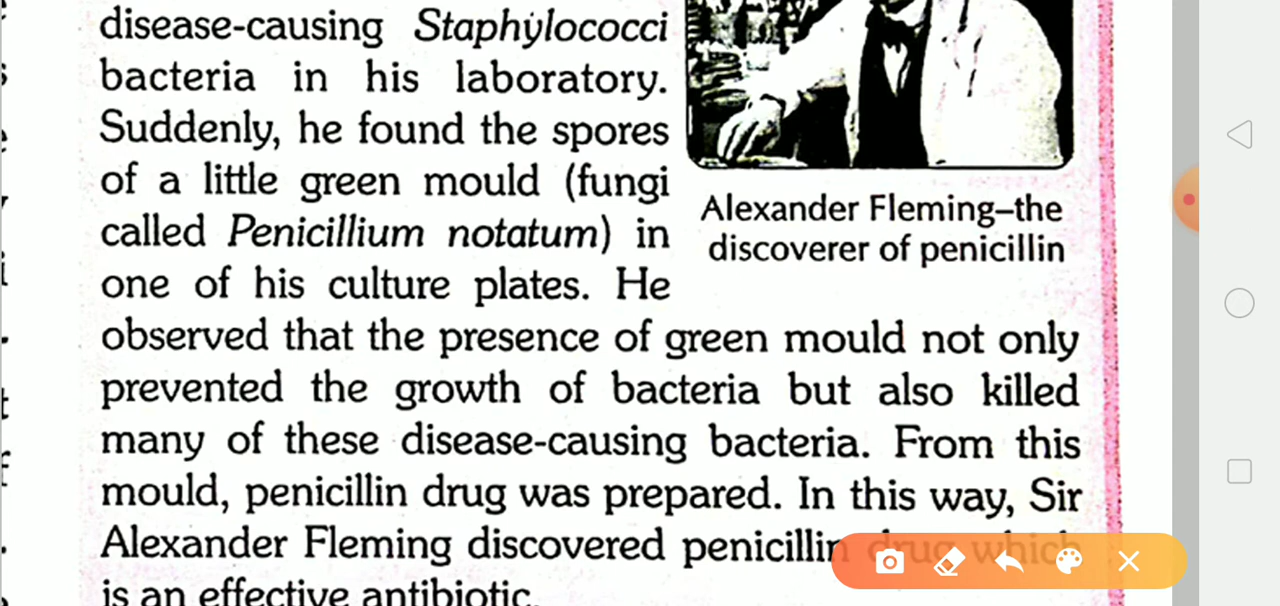 disease-causing Staphylococci
bacteria in his laboratory.
Suddenly, he found the spores
of a little green mould (fungi
called Penicillium notatum) in
one of his culture plates. He
Alexander Fleming–the
discoverer of penicillin
observed that the presence of green mould not only
prevented the growth of bacteria but also killed
many of these disease-causing bacteria. From this
mould, penicillin drug was prepared. In this way, Sir
Alexander Fleming discovered penicillin drug which
is an effective antibiotic.